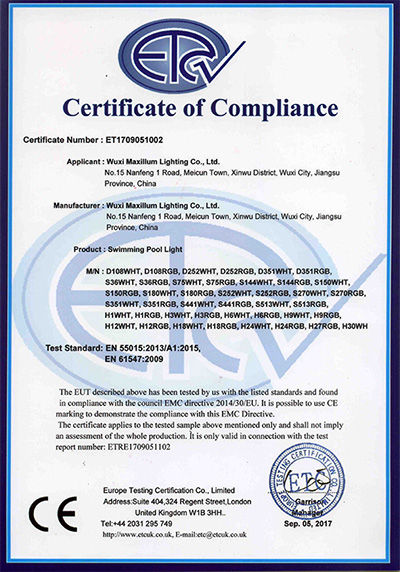 Certificate of Compliance
Certificate Number : ET1709051002
Applicant : Wuxi Maxillum Lighting Co., Ltd.
No.15 Nanfeng 1 Road, Meicun Town, Xinwu District, Wuxi City, Jiangsu
Province, China
Manufacturer : Wuxi Maxillum Lighting Co., Ltd.
No.15 Nanfeng 1 Road, Meicun Town, Xinwu District, Wuxi City, Jiangsu
Province, China
Product : Swimming Pool Light
M/N : D108WHT, D108RGB, D252WHT, D252RGB, D351WHT, D351RGB,
S36WHT, S36RGB, S75WHT, S75RGB, S144WHT, S144RGB, S150WHT,
S150RGB, S180WHT, S180RGB, S252WHT, S252RGB, S270WHT, S270RGB,
S351WHT, S351RGB, S441WHT, S441RGB, S513WHT, S513RGB,
H1WHT, H1RGB, H3WHT, H3RGB, H6WHT, H6RGB, H9WHT, H9RGB,
H12WHT, H12RGB, H18WHT, H18RGB, H24WHT, H24RGB, H27RGB, H30WH
Test Standard: EN 55015:2013/A1:2015,
EN 61547:2009
The EUT described above has been tested by us with the listed standards and found
in compliance with the council EMC directive 2014/30/EU. It is possible to use CE
marking to demonstrate the compliance with this EMC Directive.
The certificate applies to the tested sample above mentioned only and shall not imply
an assessment of the whole production. It is only valid in connection with the test
report number: ETRE1709051102
CE
Europe Testing Certification Co., Limited
Address:Suite 404,324 Regent Street,London
United Kingdom W1B 3HH..
Tel:+44 2031 295 749
http://www.etcuk.co.uk, E-mail:etc@etcuk.co.uk
Garrison
Manager
Sep. 05, 2017